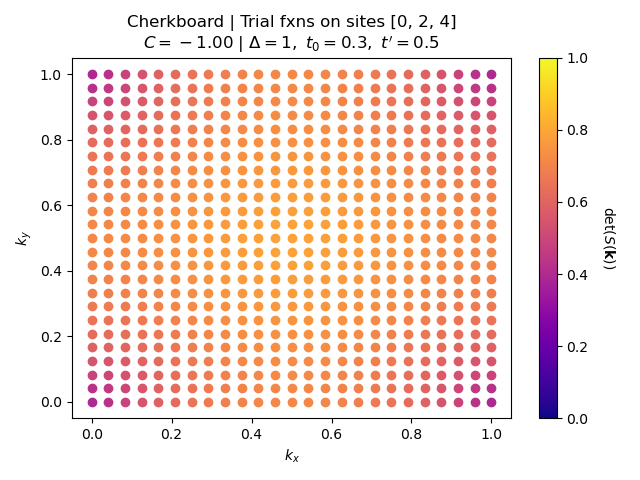 Cherkboard | Trial fxns on sites [0, 2, 4]
C = −1.00 | Δ = 1, t₀ = 0.3, t′ = 0.5
1.0
0.8
0.6
0.4
0.2
0.0
k_y
0.0 0.2 0.4 0.6 0.8 1.0
k_x
1.0
0.8
0.6
0.4
0.2
0.0
det(S(𝐤))